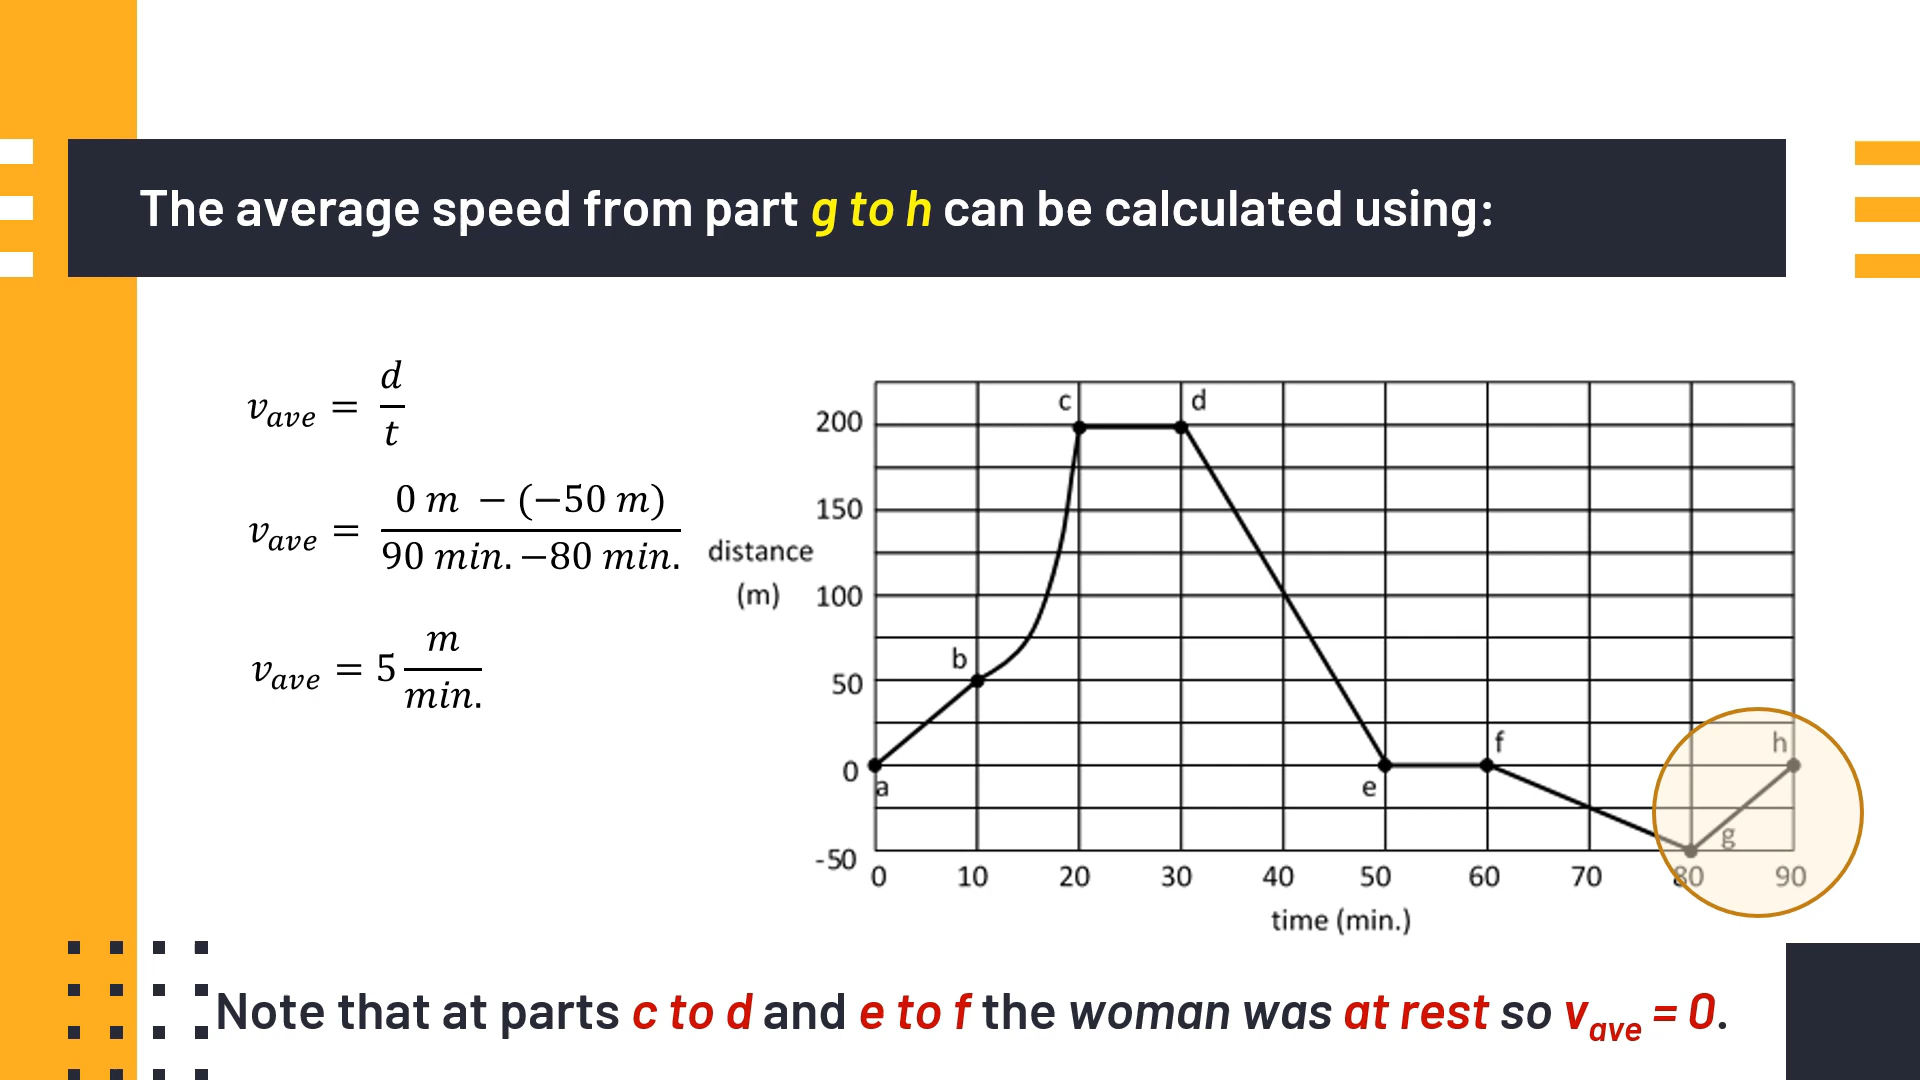 The average speed from part g to h can be calculated using:
v_ave = d/t
v_ave = (0 m − (−50 m))/(90 min. −80 min.)
v_ave = 5 m/min.
distance
(m)
200
150
100
50
0
-50
a
b
c
d
e
f
g
h
0 10 20 30 40 50 60 70 80 90
time (min.)
Note that at parts c to d and e to f the woman was at rest so v_ave = 0.